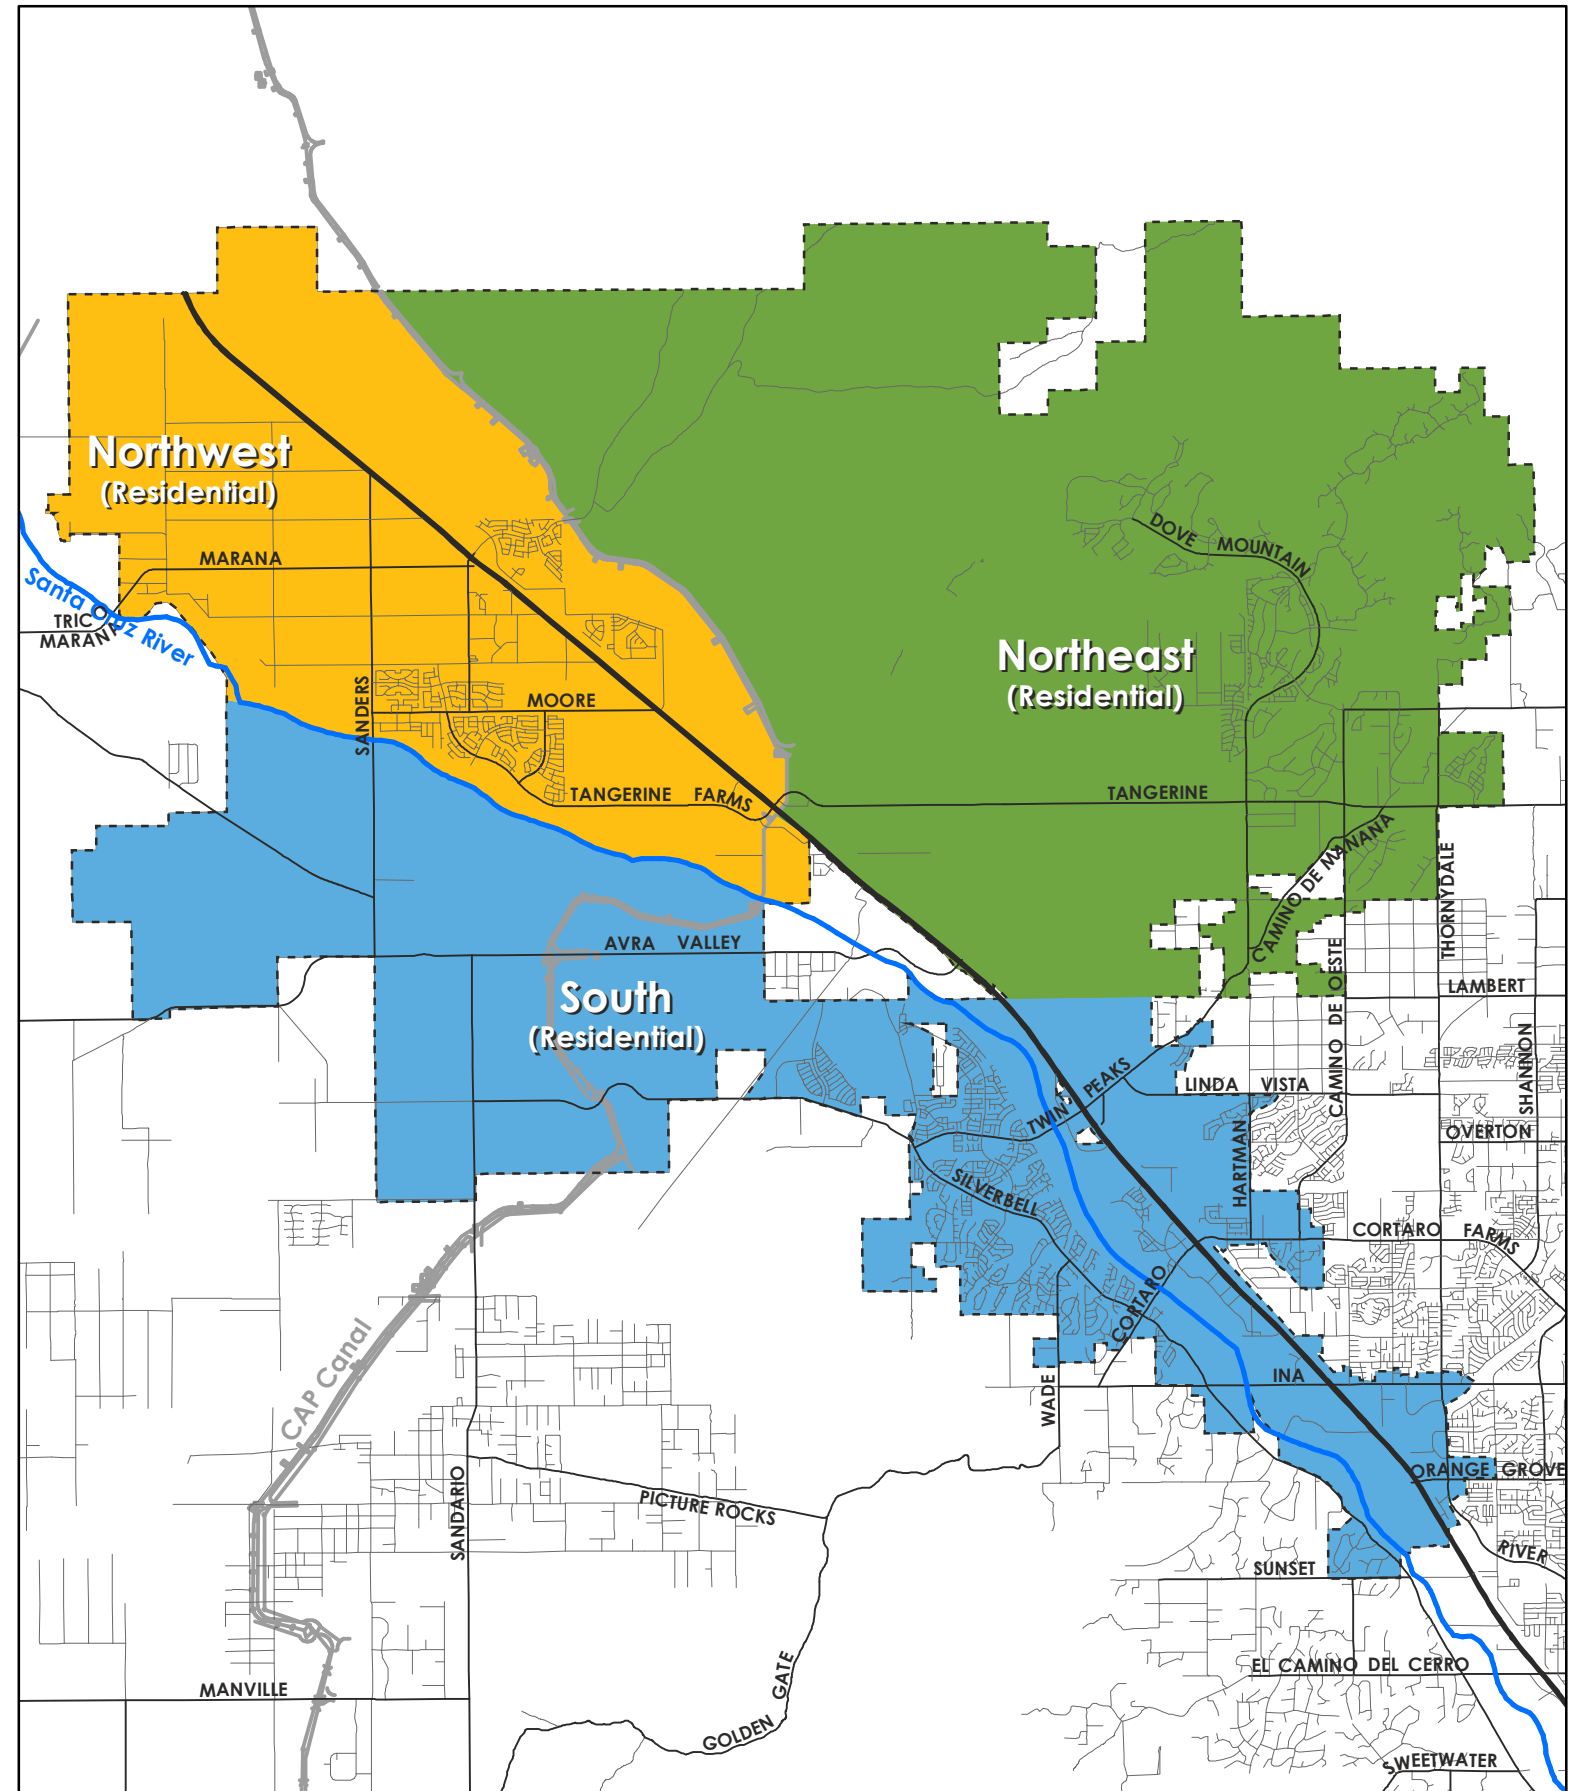 Northwest
(Residential)
DOVE MOUNTAIN
MARANA
Santa Cruz River
TRICO
MARANA
Northeast
(Residential)
SANDERS
MOORE
TANGERINE FARMS
TANGERINE
CAMINO DE MANANA
THORNYDALE
AVRA VALLEY
South
(Residential)
CAMINO DE OESTE
LAMBERT
SHANNON
TWIN PEAKS
LINDA VISTA
OVERTON
HARTMAN
SILVERBELL
CORTARO FARMS
CORTARO
CAP Canal
INA
WADE
ORANGE GROVE
SANDARIO
PICTURE ROCKS
RIVER
SUNSET
EL CAMINO DEL CERRO
MANVILLE
GOLDEN GATE
SWEETWATER